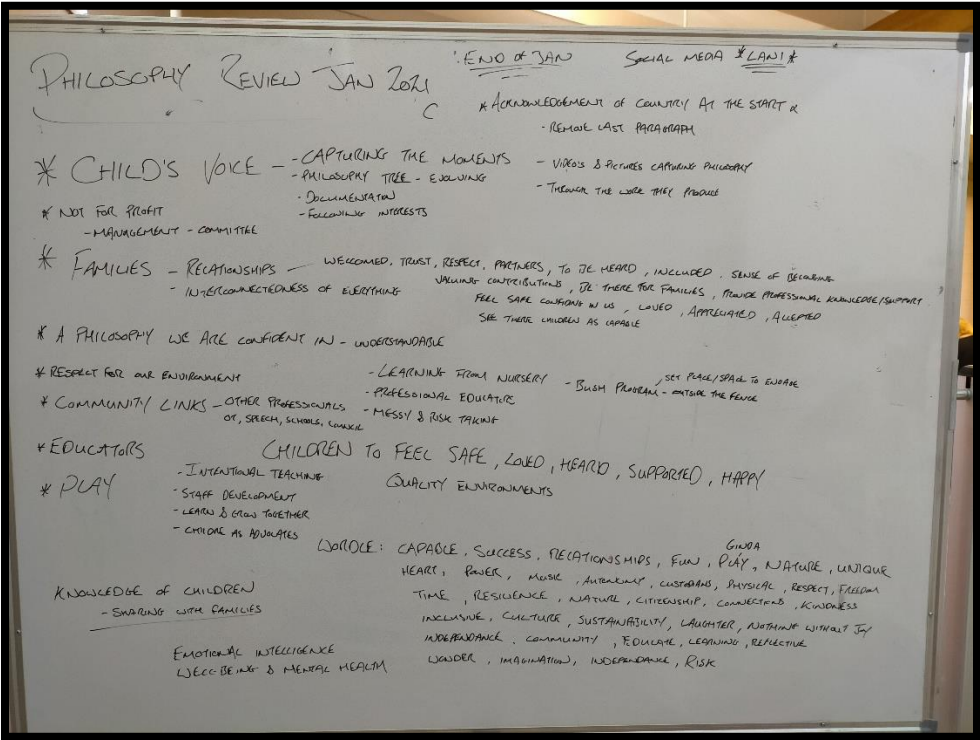 PHILOSOPHY REVIEW JAN 2021
: END OF JAN
SOCIAL MEDIA *LANI*
C
* ACKNOWLEDGEMENT OF COUNTRY AT THE START
- REMOVE LAST PARAGRAPH
* CHILD'S VOICE - - CAPTURING THE MOMENTS
- PHILOSOPHY TREE - EVOLVING
- DOCUMENTATON
- FOLLOWING INTERESTS
- VIDEO'S & PICTURES CAPTURING PHILOSOPHY
- THROUGH THE WORK THEY PRODUCE
* NOT FOR PROFIT
- MANAGEMENT - COMMITTEE
* FAMILIES - RELATIONSHIPS - WELCOMED, TRUST, RESPECT, PARTNERS, TO BE HEARD, INCLUDED, SENSE OF BELONGING
- INTERCONNECTEDNESS OF EVERYTHING
VALUING CONTRIBUTIONS, BE THERE FOR FAMILIES, PROVIDE PROFESSIONAL KNOWLEDGE/SUPPORT
FEEL SAFE CONFIDING IN US, LOVED, APPRECIATED, ACCEPTED
SEE THERE CHILDREN AS CAPABLE
* A PHILOSOPHY WE ARE CONFIDENT IN - UNDERSTANDABLE
* RESPECT FOR OUR ENVIRONMENT
- LEARNING FROM NURSERY
- PROFESSIONAL EDUCATORS
- MESSY & RISK TAKING
- BUSH PROGRAM - OUTSIDE THE FENCE
, SET PLACE/SPACE TO ENGAGE
* COMMUNITY LINKS - OTHER PROFESSIONALS
OT, SPEECH, SCHOOLS, COUNCIL
* EDUCATORS
CHILDREN TO FEEL SAFE, LOVED, HEARD, SUPPORTED, HAPPY
QUALITY ENVIRONMENTS
* PLAY
- INTENTIONAL TEACHING
- STAFF DEVELOPMENT
- LEARN & GROW TOGETHER
- CHILDRE AS ADVOCATES
GINDA
WORDLE: CAPABLE, SUCCESS, RELATIONSHIPS, FUN, PLAY, NATURE, UNIQUE
HEART, POWER, MUSIC, AUTONOMY, CUSTODIANS, PHYSICAL, RESPECT, FREEDOM
TIME, RESILIENCE, NATURE, CITIZENSHIP, CONNECTIONS, KINDNESS
INCLUSIVE, CULTURE, SUSTAINABILITY, LAUGHTER, NOTHING WITHOUT JOY
INDEPENDANCE, COMMUNITY, EDUCATE, LEARNING, REFLECTIVE
WONDER, IMAGINATION, INDEPENDANCE, RISK
KNOWLEDGE OF CHILDREN
- SHARING WITH FAMILIES
EMOTIONAL INTELLIGENCE
WELL-BEING & MENTAL HEALTH